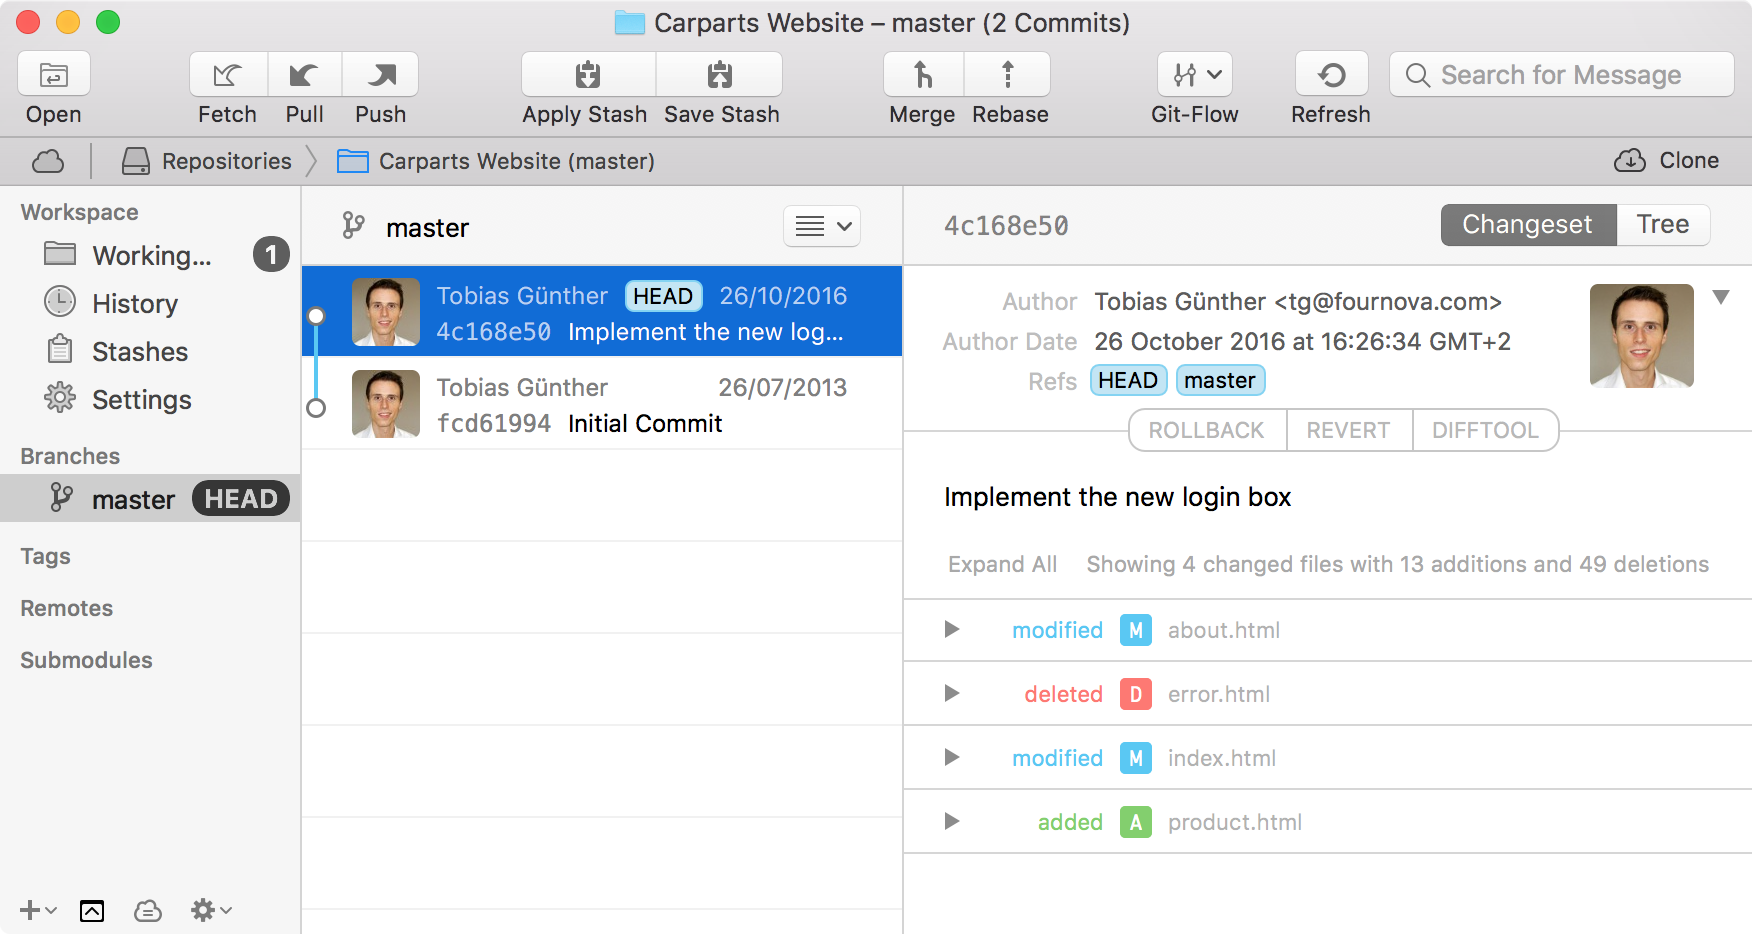 Carparts Website – master (2 Commits)
Open
Fetch
Pull
Push
Apply Stash
Save Stash
Merge
Rebase
Git-Flow
Refresh
Search for Message
Repositories
Carparts Website (master)
Clone
Workspace
Working...
1
History
Stashes
Settings
Branches
master HEAD
Tags
Remotes
Submodules
master
Tobias Günther HEAD 26/10/2016
4c168e50 Implement the new log...
Tobias Günther 26/07/2013
fcd61994 Initial Commit
4c168e50
Changeset
Tree
Author Tobias Günther <tg@fournova.com>
Author Date 26 October 2016 at 16:26:34 GMT+2
Refs HEAD master
ROLLBACK REVERT DIFFTOOL
Implement the new login box
Expand All Showing 4 changed files with 13 additions and 49 deletions
modified M about.html
deleted D error.html
modified M index.html
added A product.html